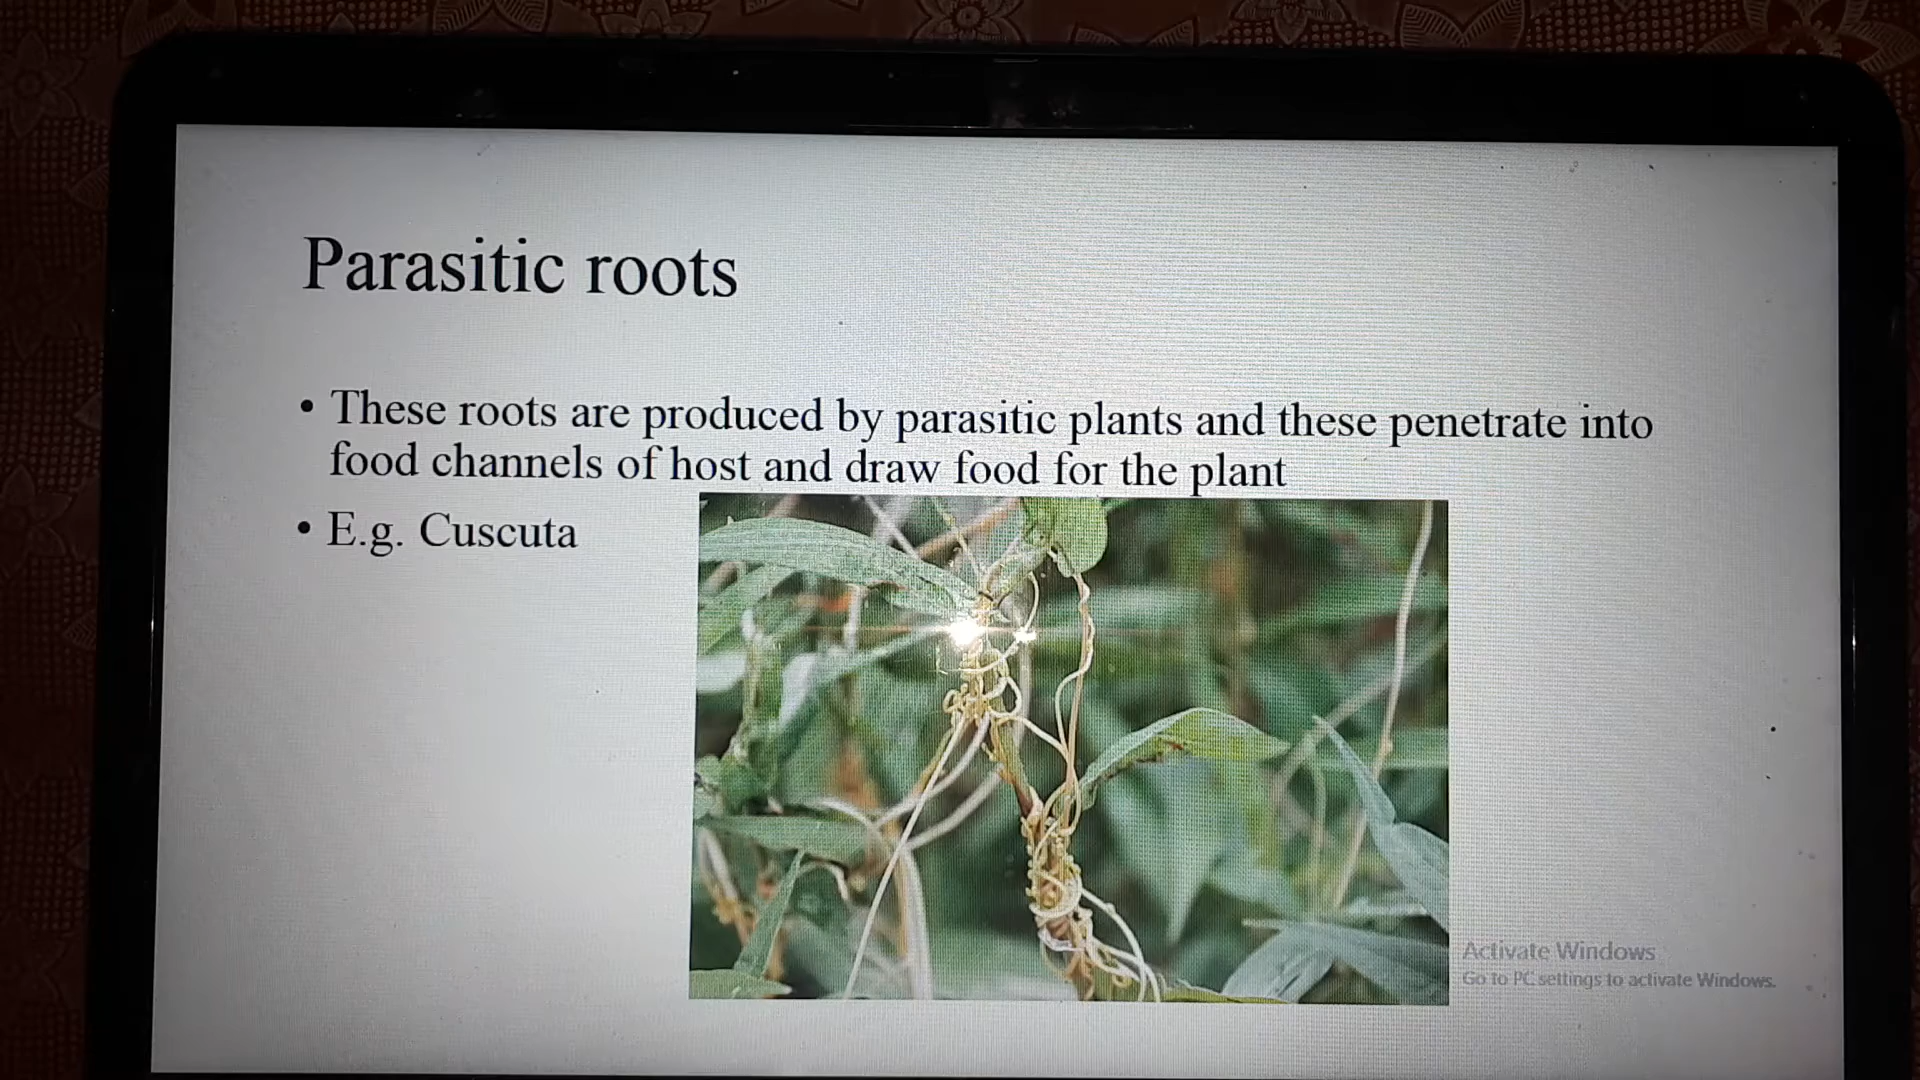 Parasitic roots
• These roots are produced by parasitic plants and these penetrate into
food channels of host and draw food for the plant
• E.g. Cuscuta
Activate Windows
Go to PC settings to activate Windows.